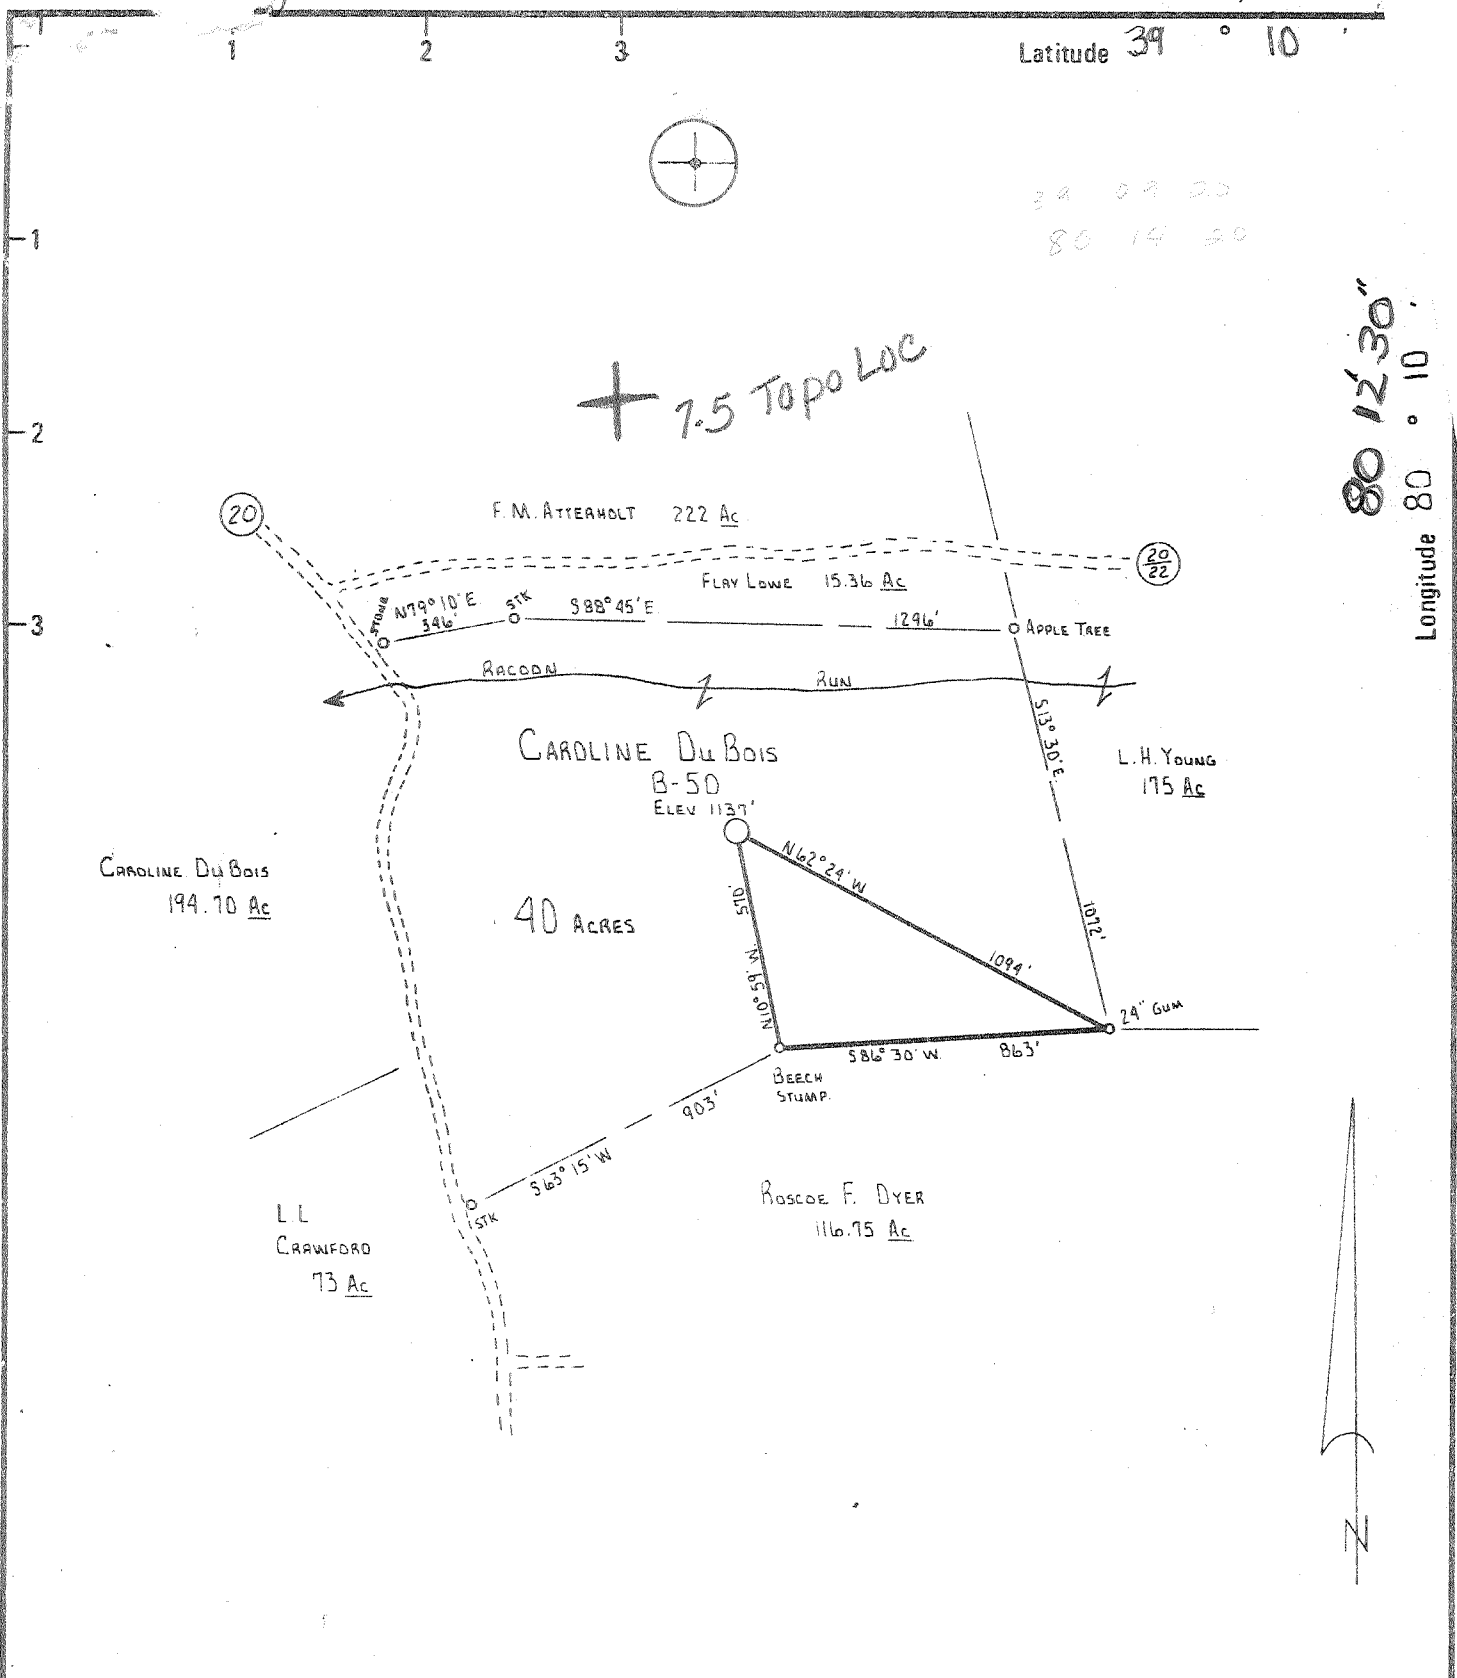 1 2 3
Latitude 39 ° 10 '
39 09 20
80 14 20
1
80 12' 30"
Longitude 80 ° 10 '
7.5 Topo Loc
2
20
F. M. ATTERHOLT 222 Ac
20
22
FLAY LOWE 15.36 Ac
STONE
N79° 10' E.
346'
STK
S88° 45' E.
1296'
APPLE TREE
3
RACOON RUN
S13° 30' E.
1072'
CAROLINE DU BOIS
B-50
ELEV 1137'
L. H. YOUNG
175 Ac
N62° 24' W
1094'
CAROLINE DU BOIS
194.70 Ac
40 ACRES
570'
N10° 59' W.
24" GUM
S86° 30' W. 863'
BEECH
STUMP.
903'
S63° 15' W
STK
ROSCOE F. DYER
116.75 Ac
L. L
CRAWFORD
73 Ac
N